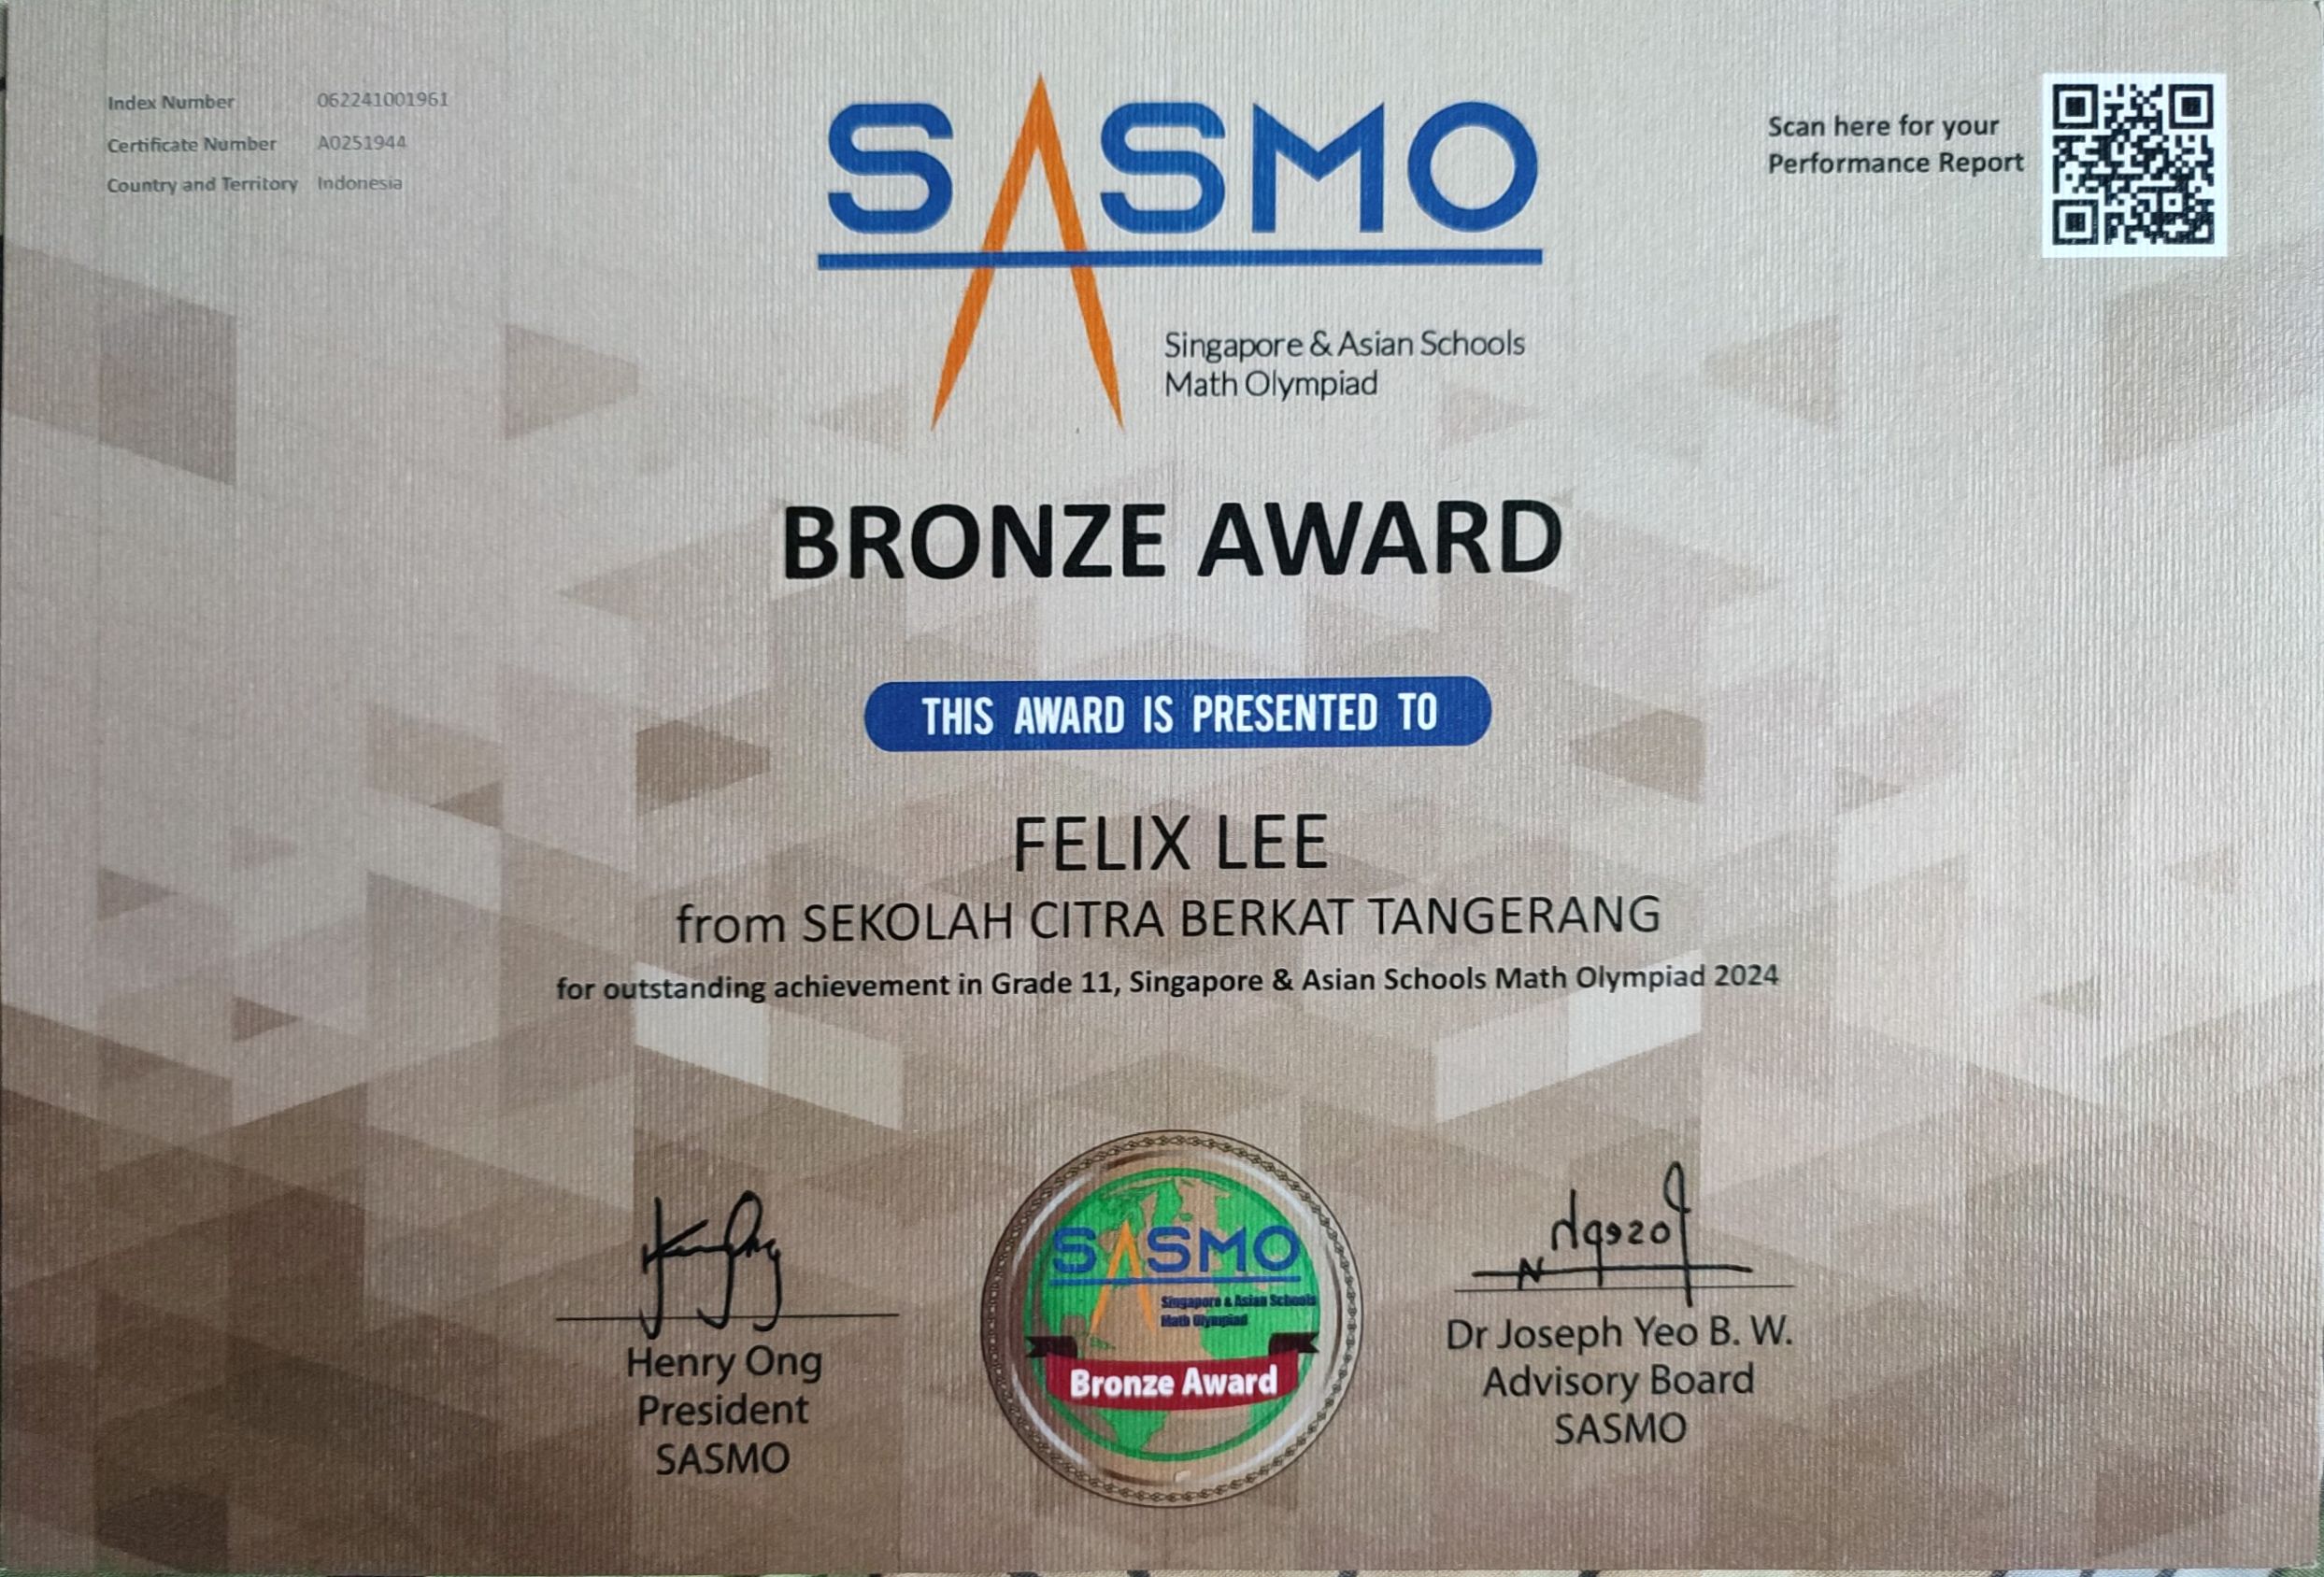 Index Number 062241001961
Certificate Number A0251944
Country and Territory Indonesia
SASMO
Singapore & Asian Schools
Math Olympiad
Scan here for your
Performance Report
BRONZE AWARD
THIS AWARD IS PRESENTED TO
FELIX LEE
from SEKOLAH CITRA BERKAT TANGERANG
for outstanding achievement in Grade 11, Singapore & Asian Schools Math Olympiad 2024
Henry Ong
President
SASMO
SASMO
Singapore & Asian Schools
Math Olympiad
Bronze Award
Dr Joseph Yeo B. W.
Advisory Board
SASMO